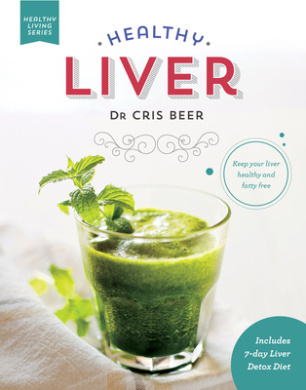 HEALTHY
LIVING
SERIES
HEALTHY
LIVER
DR CRIS BEER
Keep your liver
healthy and
fatty free
Includes
7-day Liver
Detox Diet